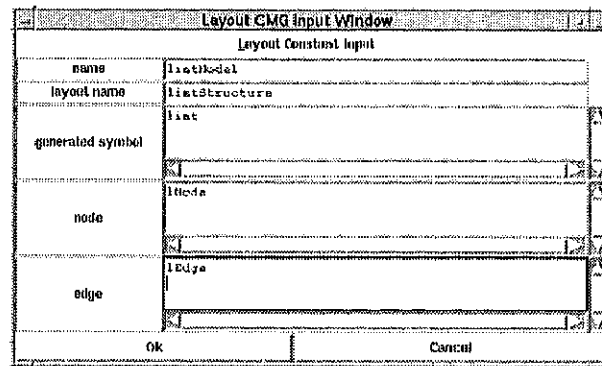 Layout CMG Input Window
Layout Constant Input
name
listModel
layout name
listStructure
generated symbol
list
node
lNode
edge
lEdge
Ok
Cancel